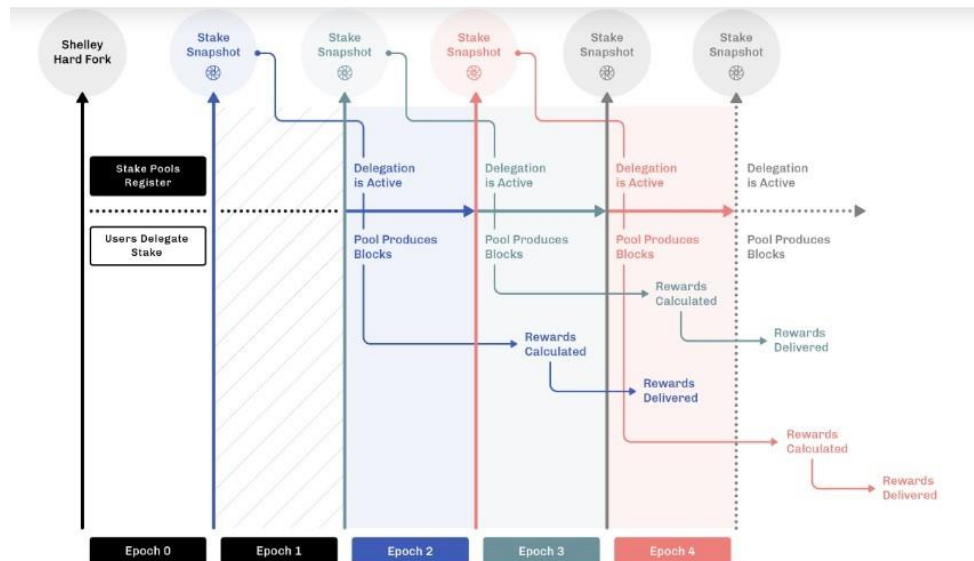 Shelley
Hard Fork
Stake
Snapshot
Stake
Snapshot
Stake
Snapshot
Stake
Snapshot
Stake
Snapshot
Stake Pools
Register
Users Delegate
Stake
Delegation
is Active
Delegation
is Active
Delegation
is Active
Delegation
is Active
Pool Produces
Blocks
Pool Produces
Blocks
Pool Produces
Blocks
Pool Produces
Blocks
Rewards
Calculated
Rewards
Delivered
Rewards
Calculated
Rewards
Delivered
Rewards
Calculated
Rewards
Delivered
Epoch 0
Epoch 1
Epoch 2
Epoch 3
Epoch 4